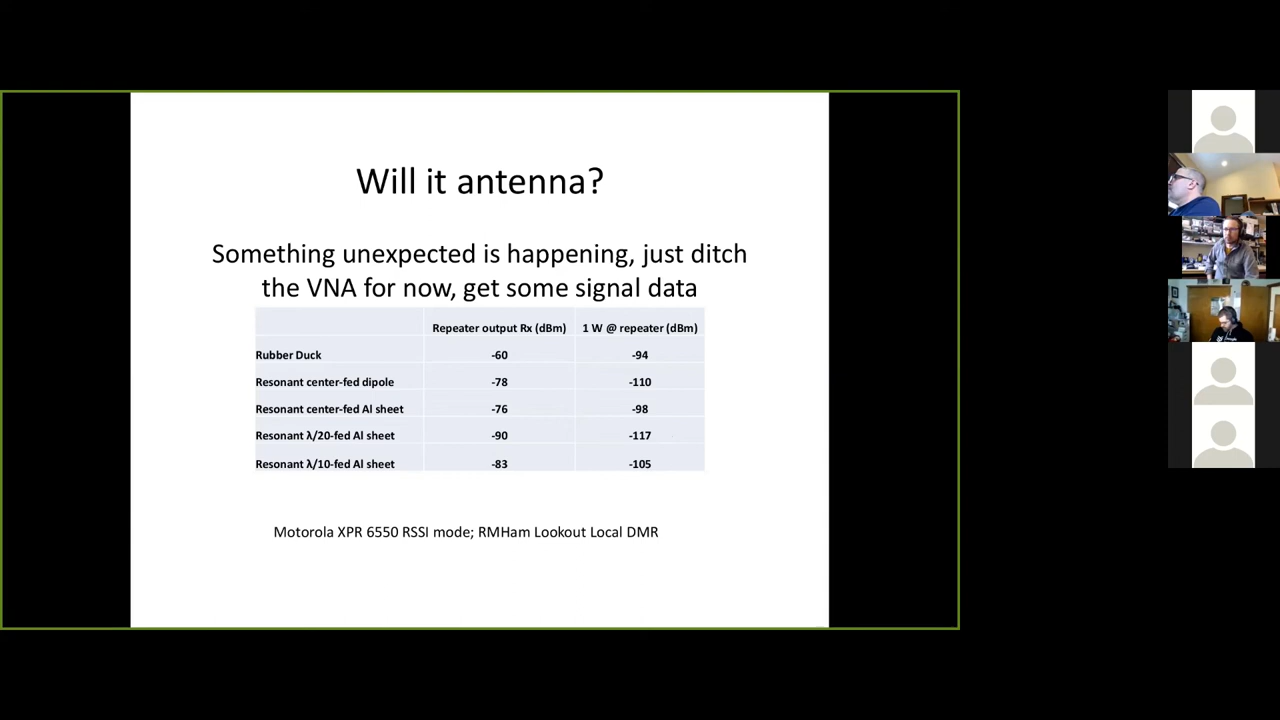 Will it antenna?
Something unexpected is happening, just ditch
the VNA for now, get some signal data
Repeater output Rx (dBm) 1 W @ repeater (dBm)
Rubber Duck -60 -94
Resonant center-fed dipole -78 -110
Resonant center-fed Al sheet -76 -98
Resonant λ/20-fed Al sheet -90 -117
Resonant λ/10-fed Al sheet -83 -105
Motorola XPR 6550 RSSI mode; RMHam Lookout Local DMR